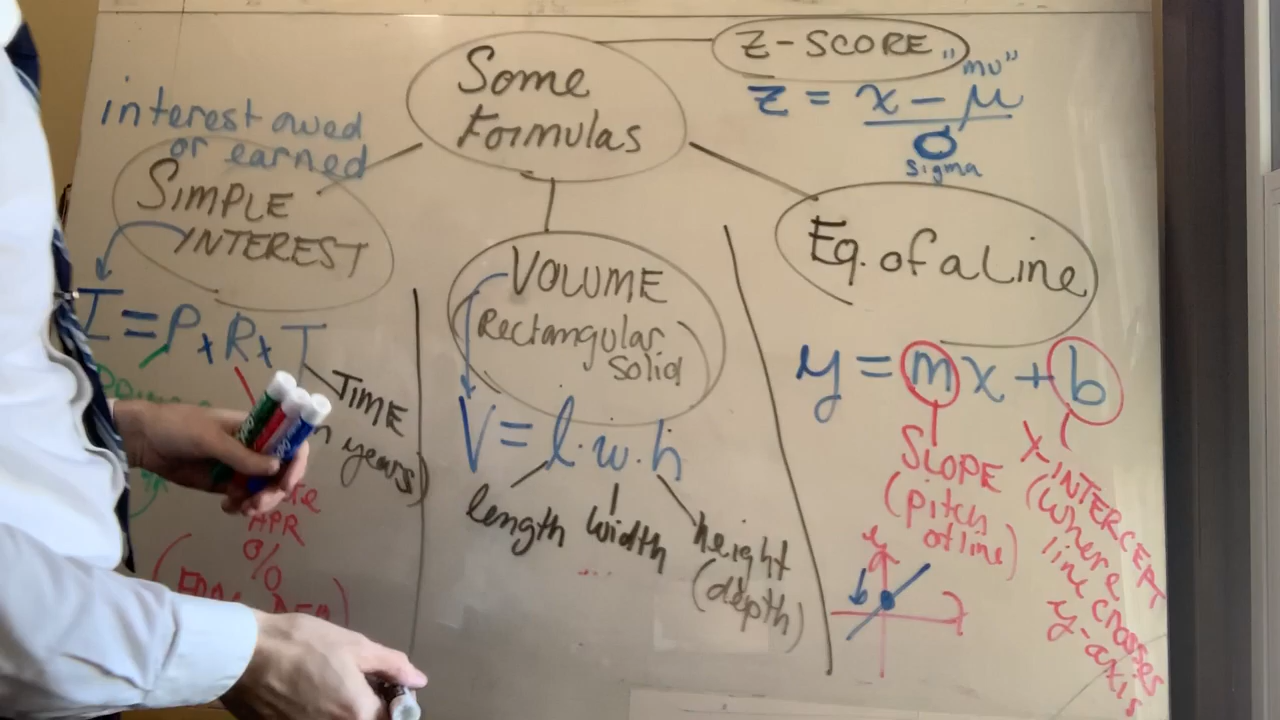 Some
Formulas
Z-SCORE
"mu"
z = x - μ
σ
sigma
interest owed
or earned
SIMPLE
INTEREST
I = P x R x T
TIME
years)
APR
%
VOLUME
(Rectangular
solid)
V = l · w · h
length width height
(depth)
Eq. of a Line
y = mx + b
SLOPE
(pitch
of line)
y
b
x
Y-INTERCEPT
(where
line crosses
y-axis